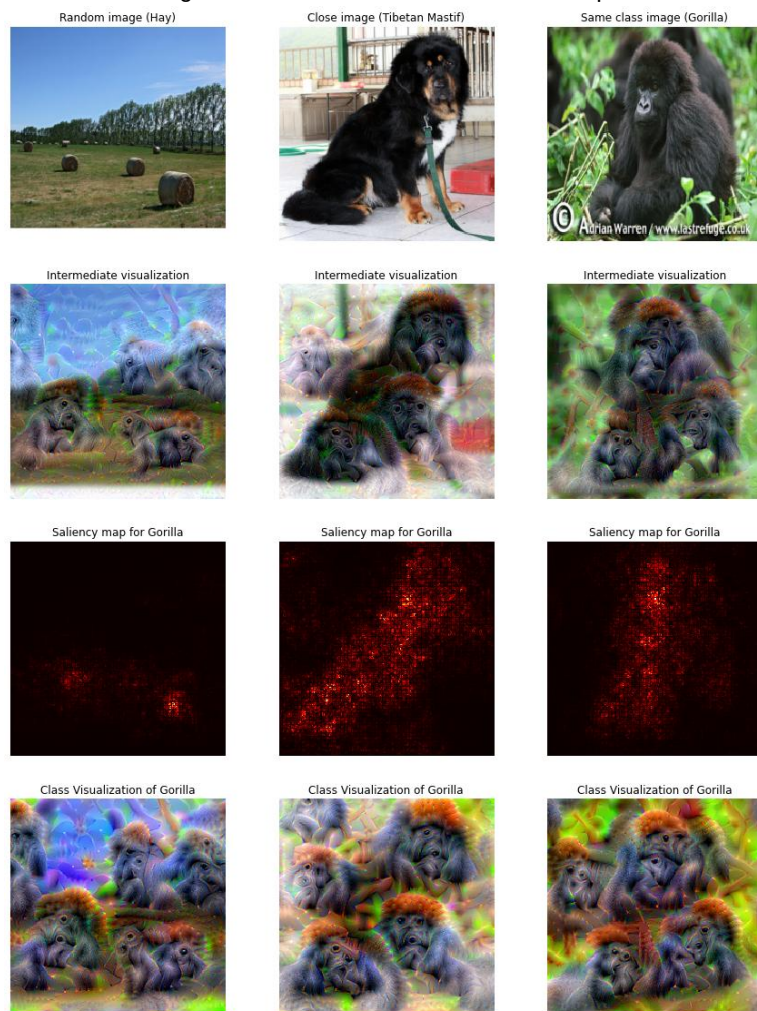 Random image (Hay)
Close image (Tibetan Mastif)
Same class image (Gorilla)
© Adrian Warren / www.lastrefuge.co.uk
Intermediate visualization
Intermediate visualization
Intermediate visualization
Saliency map for Gorilla
Saliency map for Gorilla
Saliency map for Gorilla
Class Visualization of Gorilla
Class Visualization of Gorilla
Class Visualization of Gorilla